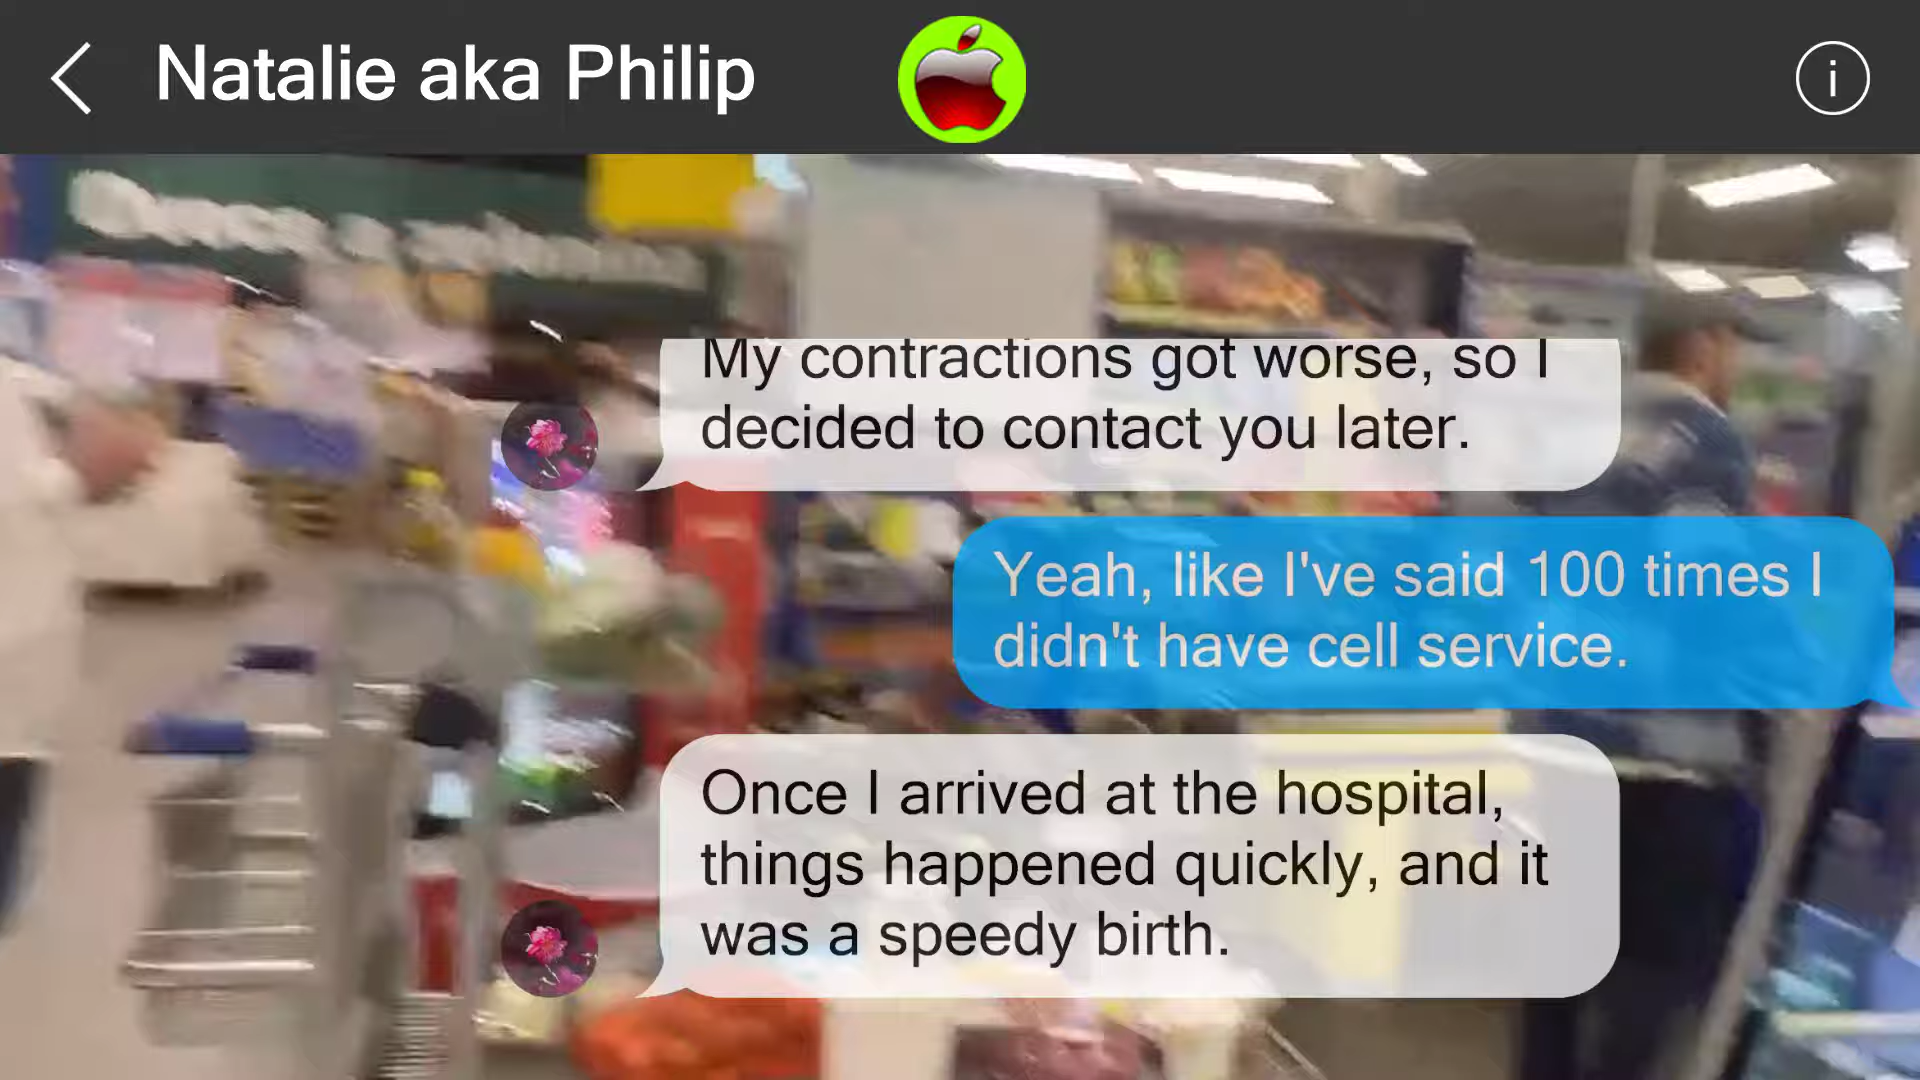 Natalie aka Philip
My contractions got worse, so I
decided to contact you later.
Yeah, like I've said 100 times I
didn't have cell service.
Once I arrived at the hospital,
things happened quickly, and it
was a speedy birth.